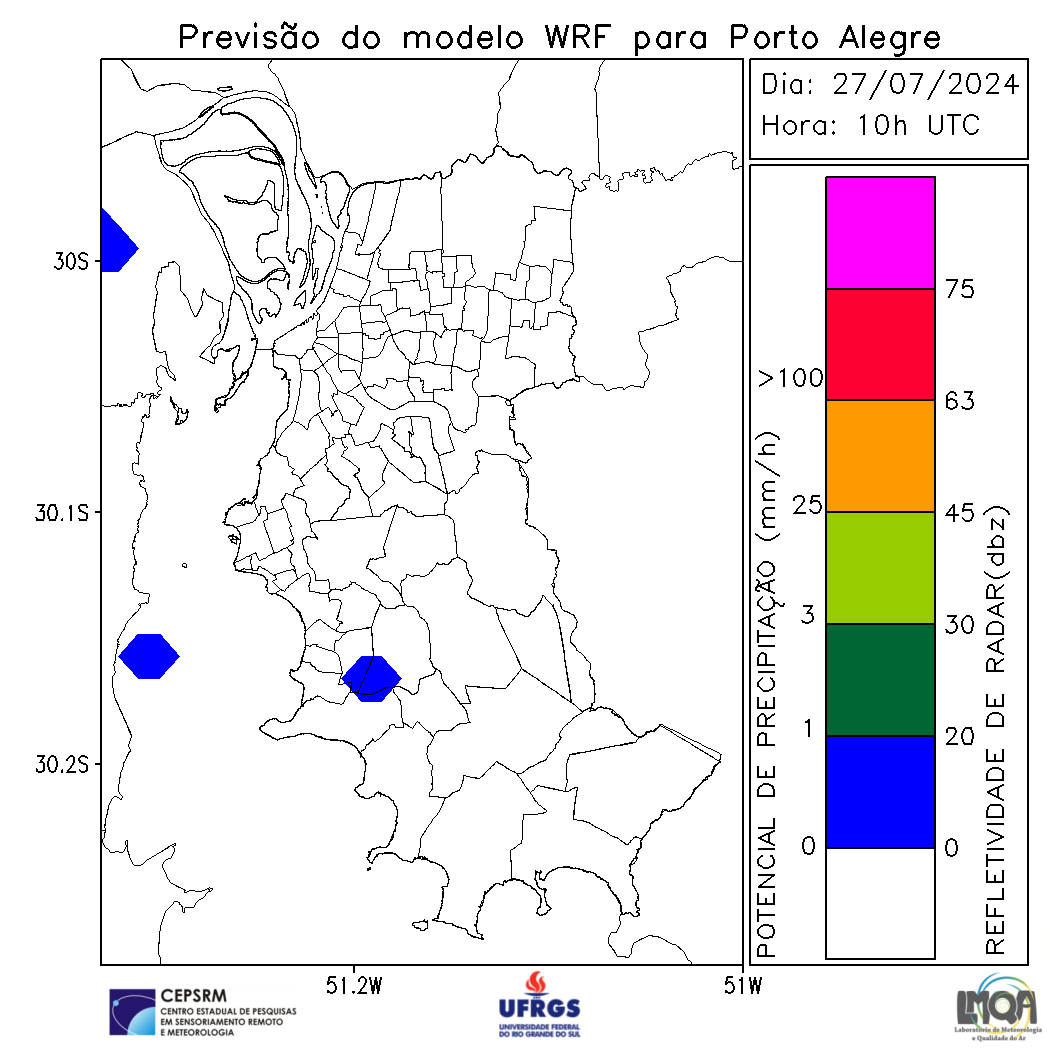 Previsão do modelo WRF para Porto Alegre
Dia: 27/07/2024
Hora: 10h UTC
30S
30.1S
30.2S
51.2W
51W
POTENCIAL DE PRECIPITAÇÃO (mm/h)
>100
25
3
1
0
75
63
45
30
20
0
REFLETIVIDADE DE RADAR(dbz)
CEPSRM
CENTRO ESTADUAL DE PESQUISAS
EM SENSORIAMENTO REMOTO
E METEOROLOGIA
UFRGS
UNIVERSIDADE FEDERAL
DO RIO GRANDE DO SUL
LMQA
Laboratório de Meteorologia
e Qualidade do Ar